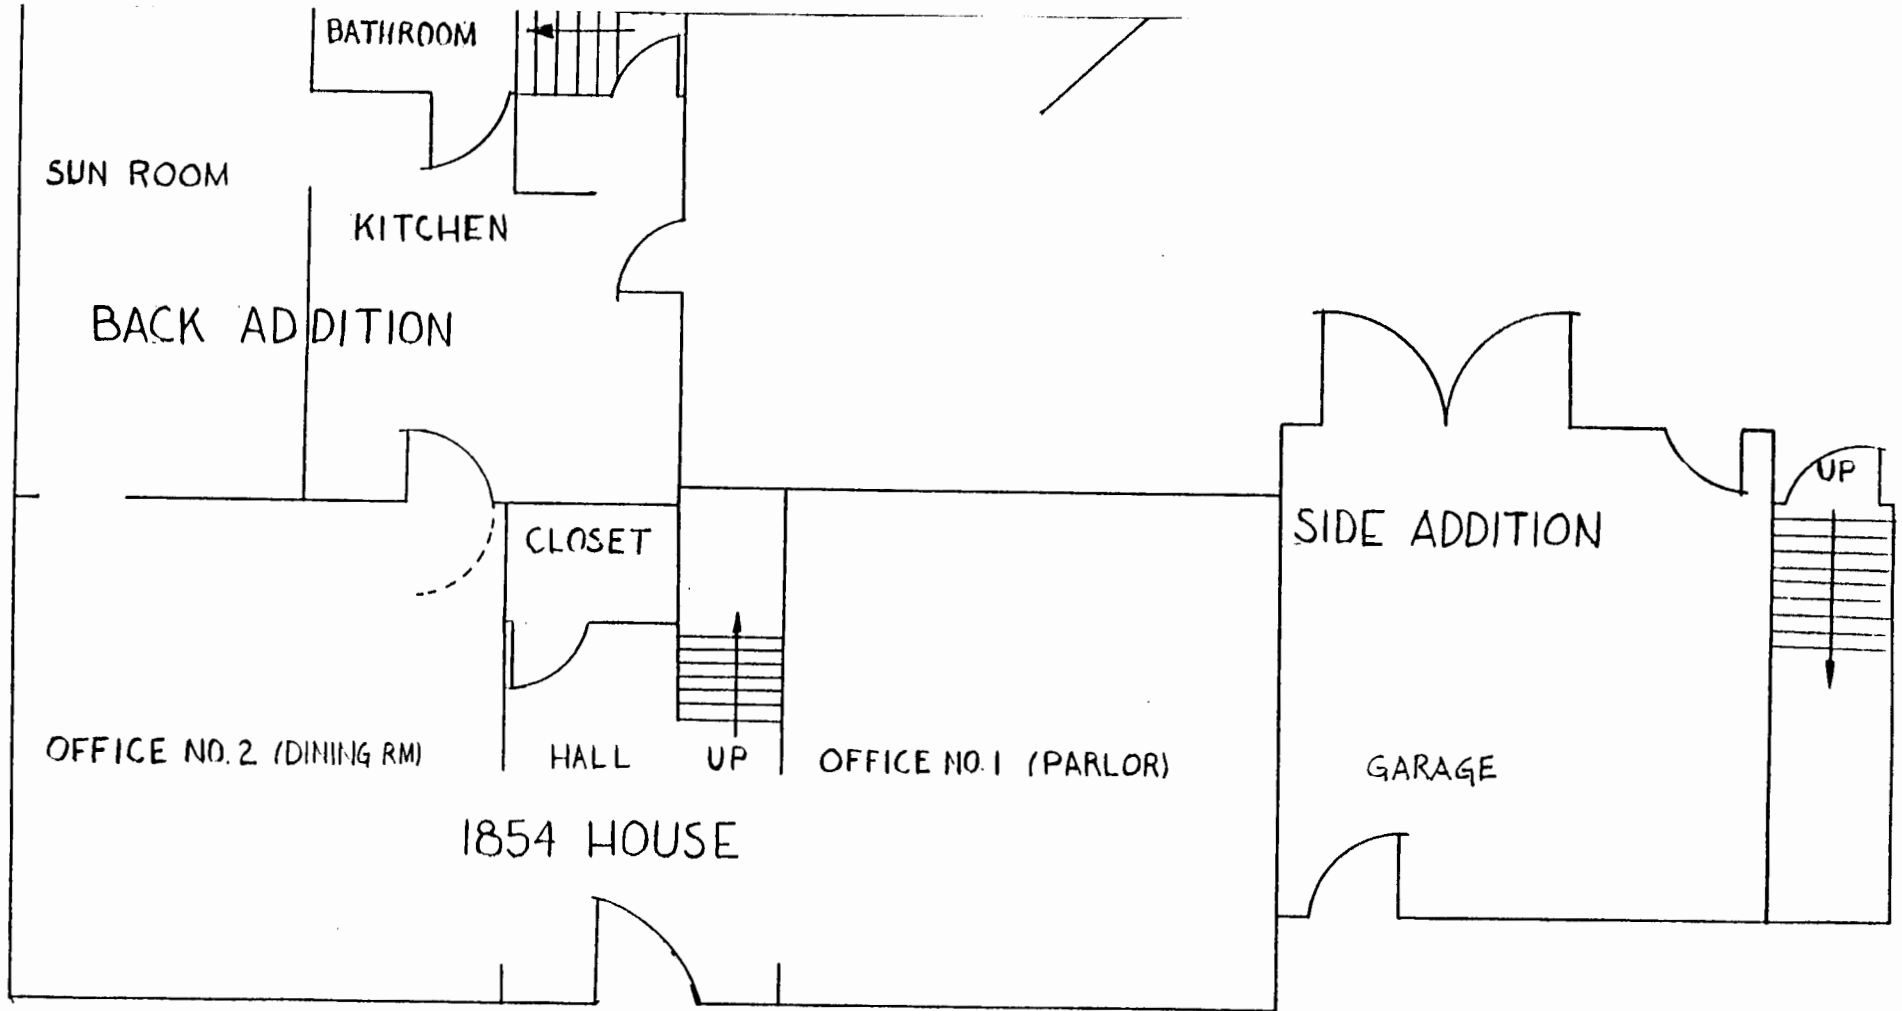 BATHROOM
SUN ROOM
KITCHEN
BACK ADDITION
UP
CLOSET
SIDE ADDITION
OFFICE NO. 2 (DINING RM)
HALL
UP
OFFICE NO. 1 (PARLOR)
GARAGE
1854 HOUSE